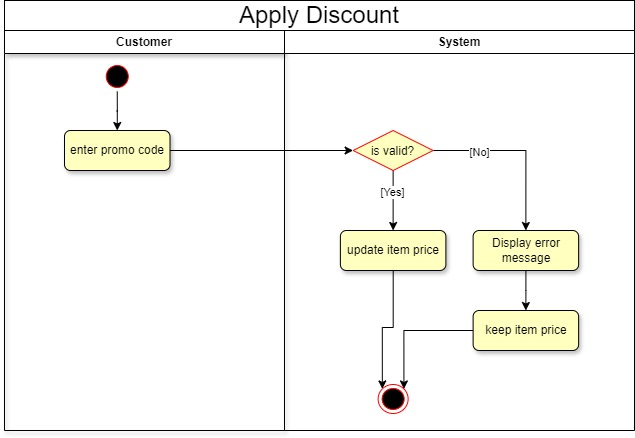 Apply Discount
Customer
System
enter promo code
is valid?
[No]
[Yes]
update item price
Display error
message
keep item price